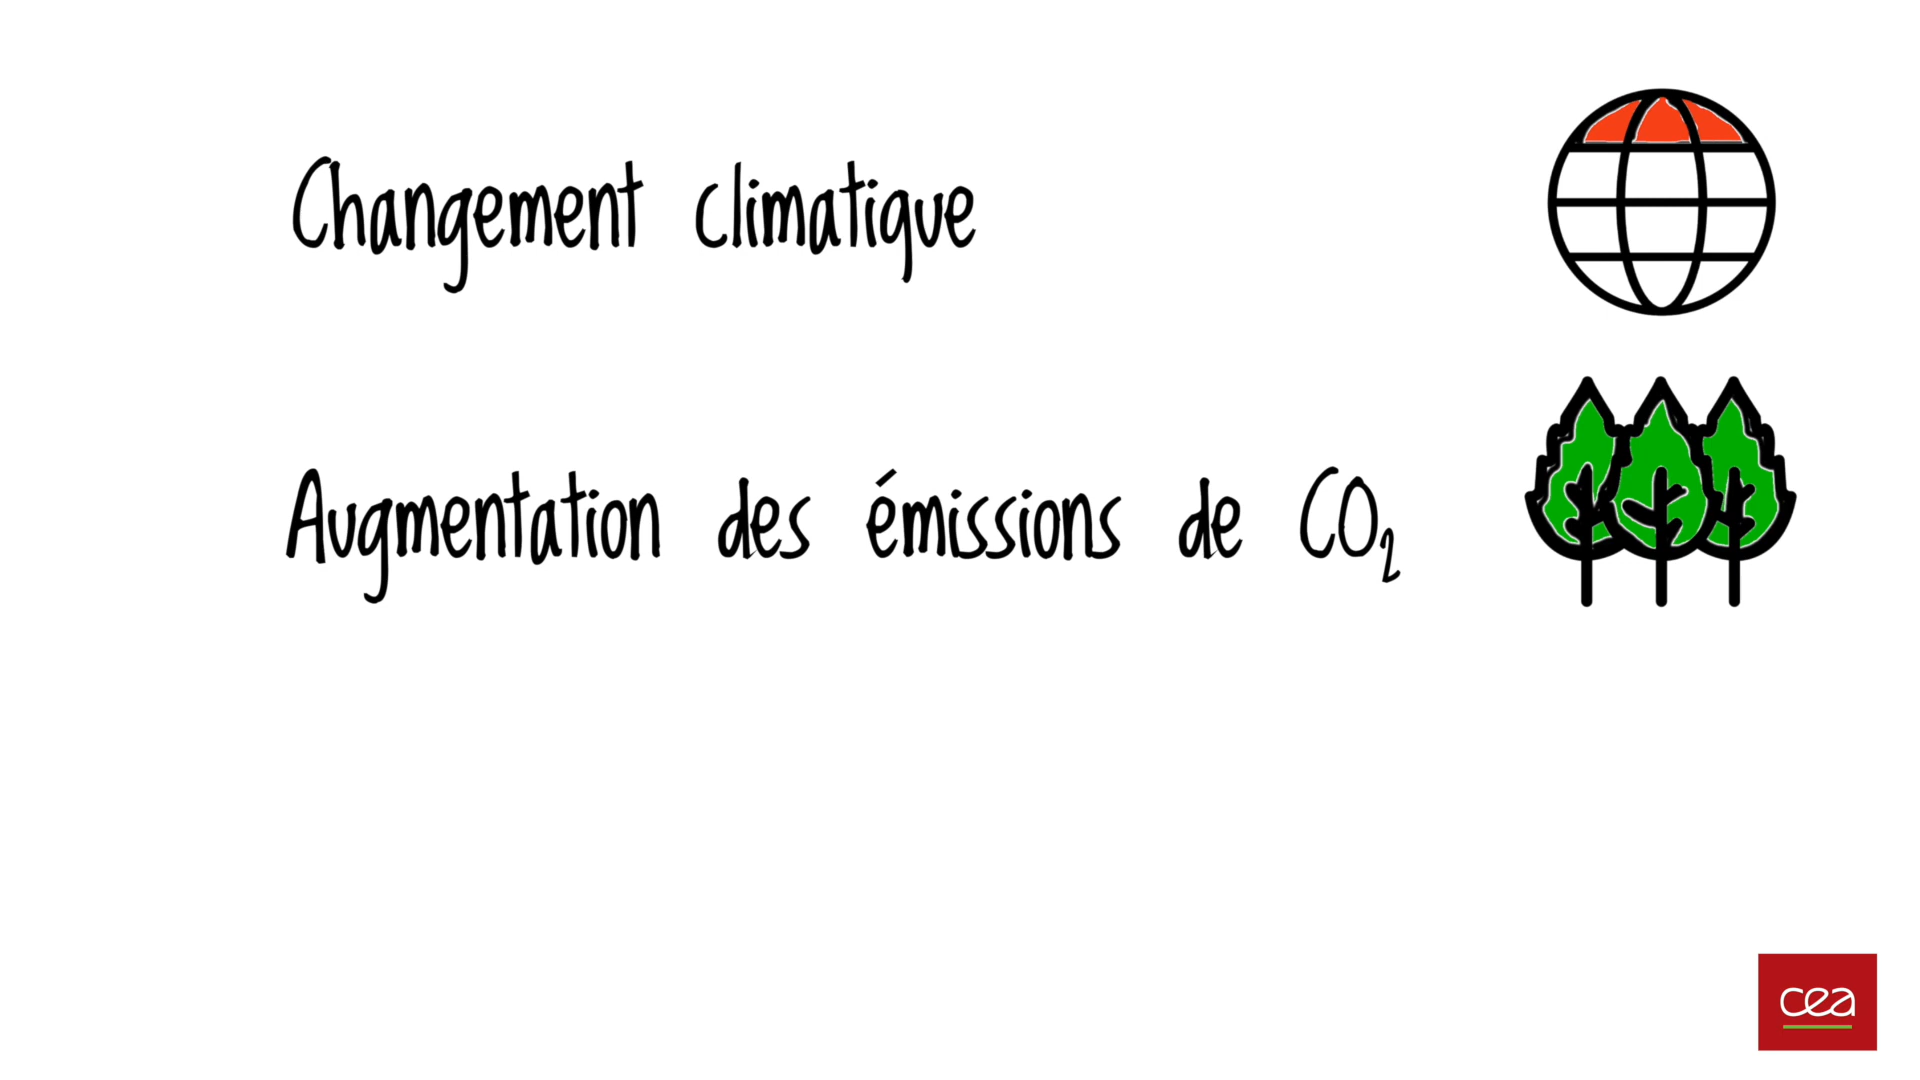 Changement climatique
Augmentation des émissions de CO₂
cea